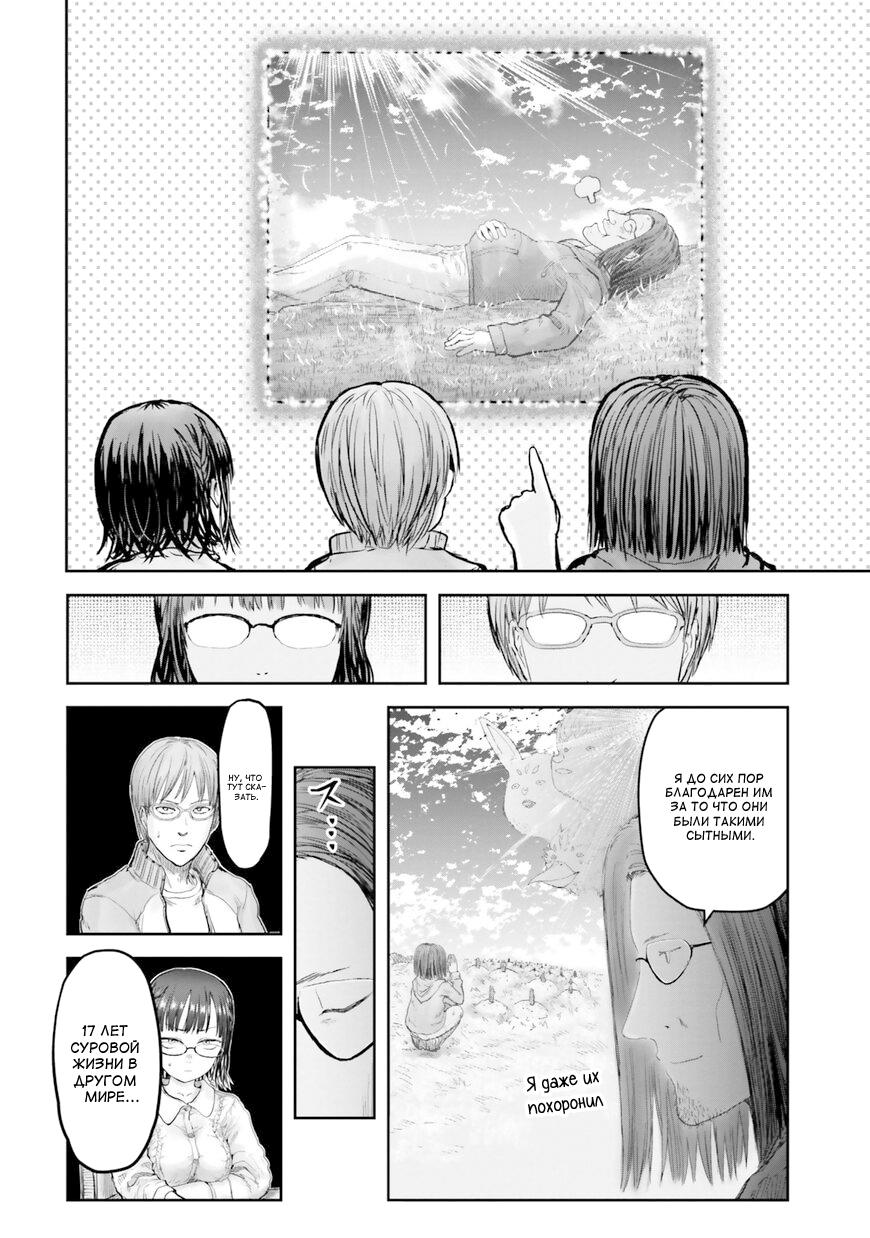 Я ДО СИХ ПОР
БЛАГОДАРЕН ИМ
ЗА ТО ЧТО ОНИ
БЫЛИ ТАКИМИ
СЫТНЫМИ.
Я даже их
похоронил
ス…
НУ, ЧТО
ТУТ СКА-
ЗАТЬ.
17 ЛЕТ
СУРОВОЙ
ЖИЗНИ В
ДРУГОМ
МИРЕ...